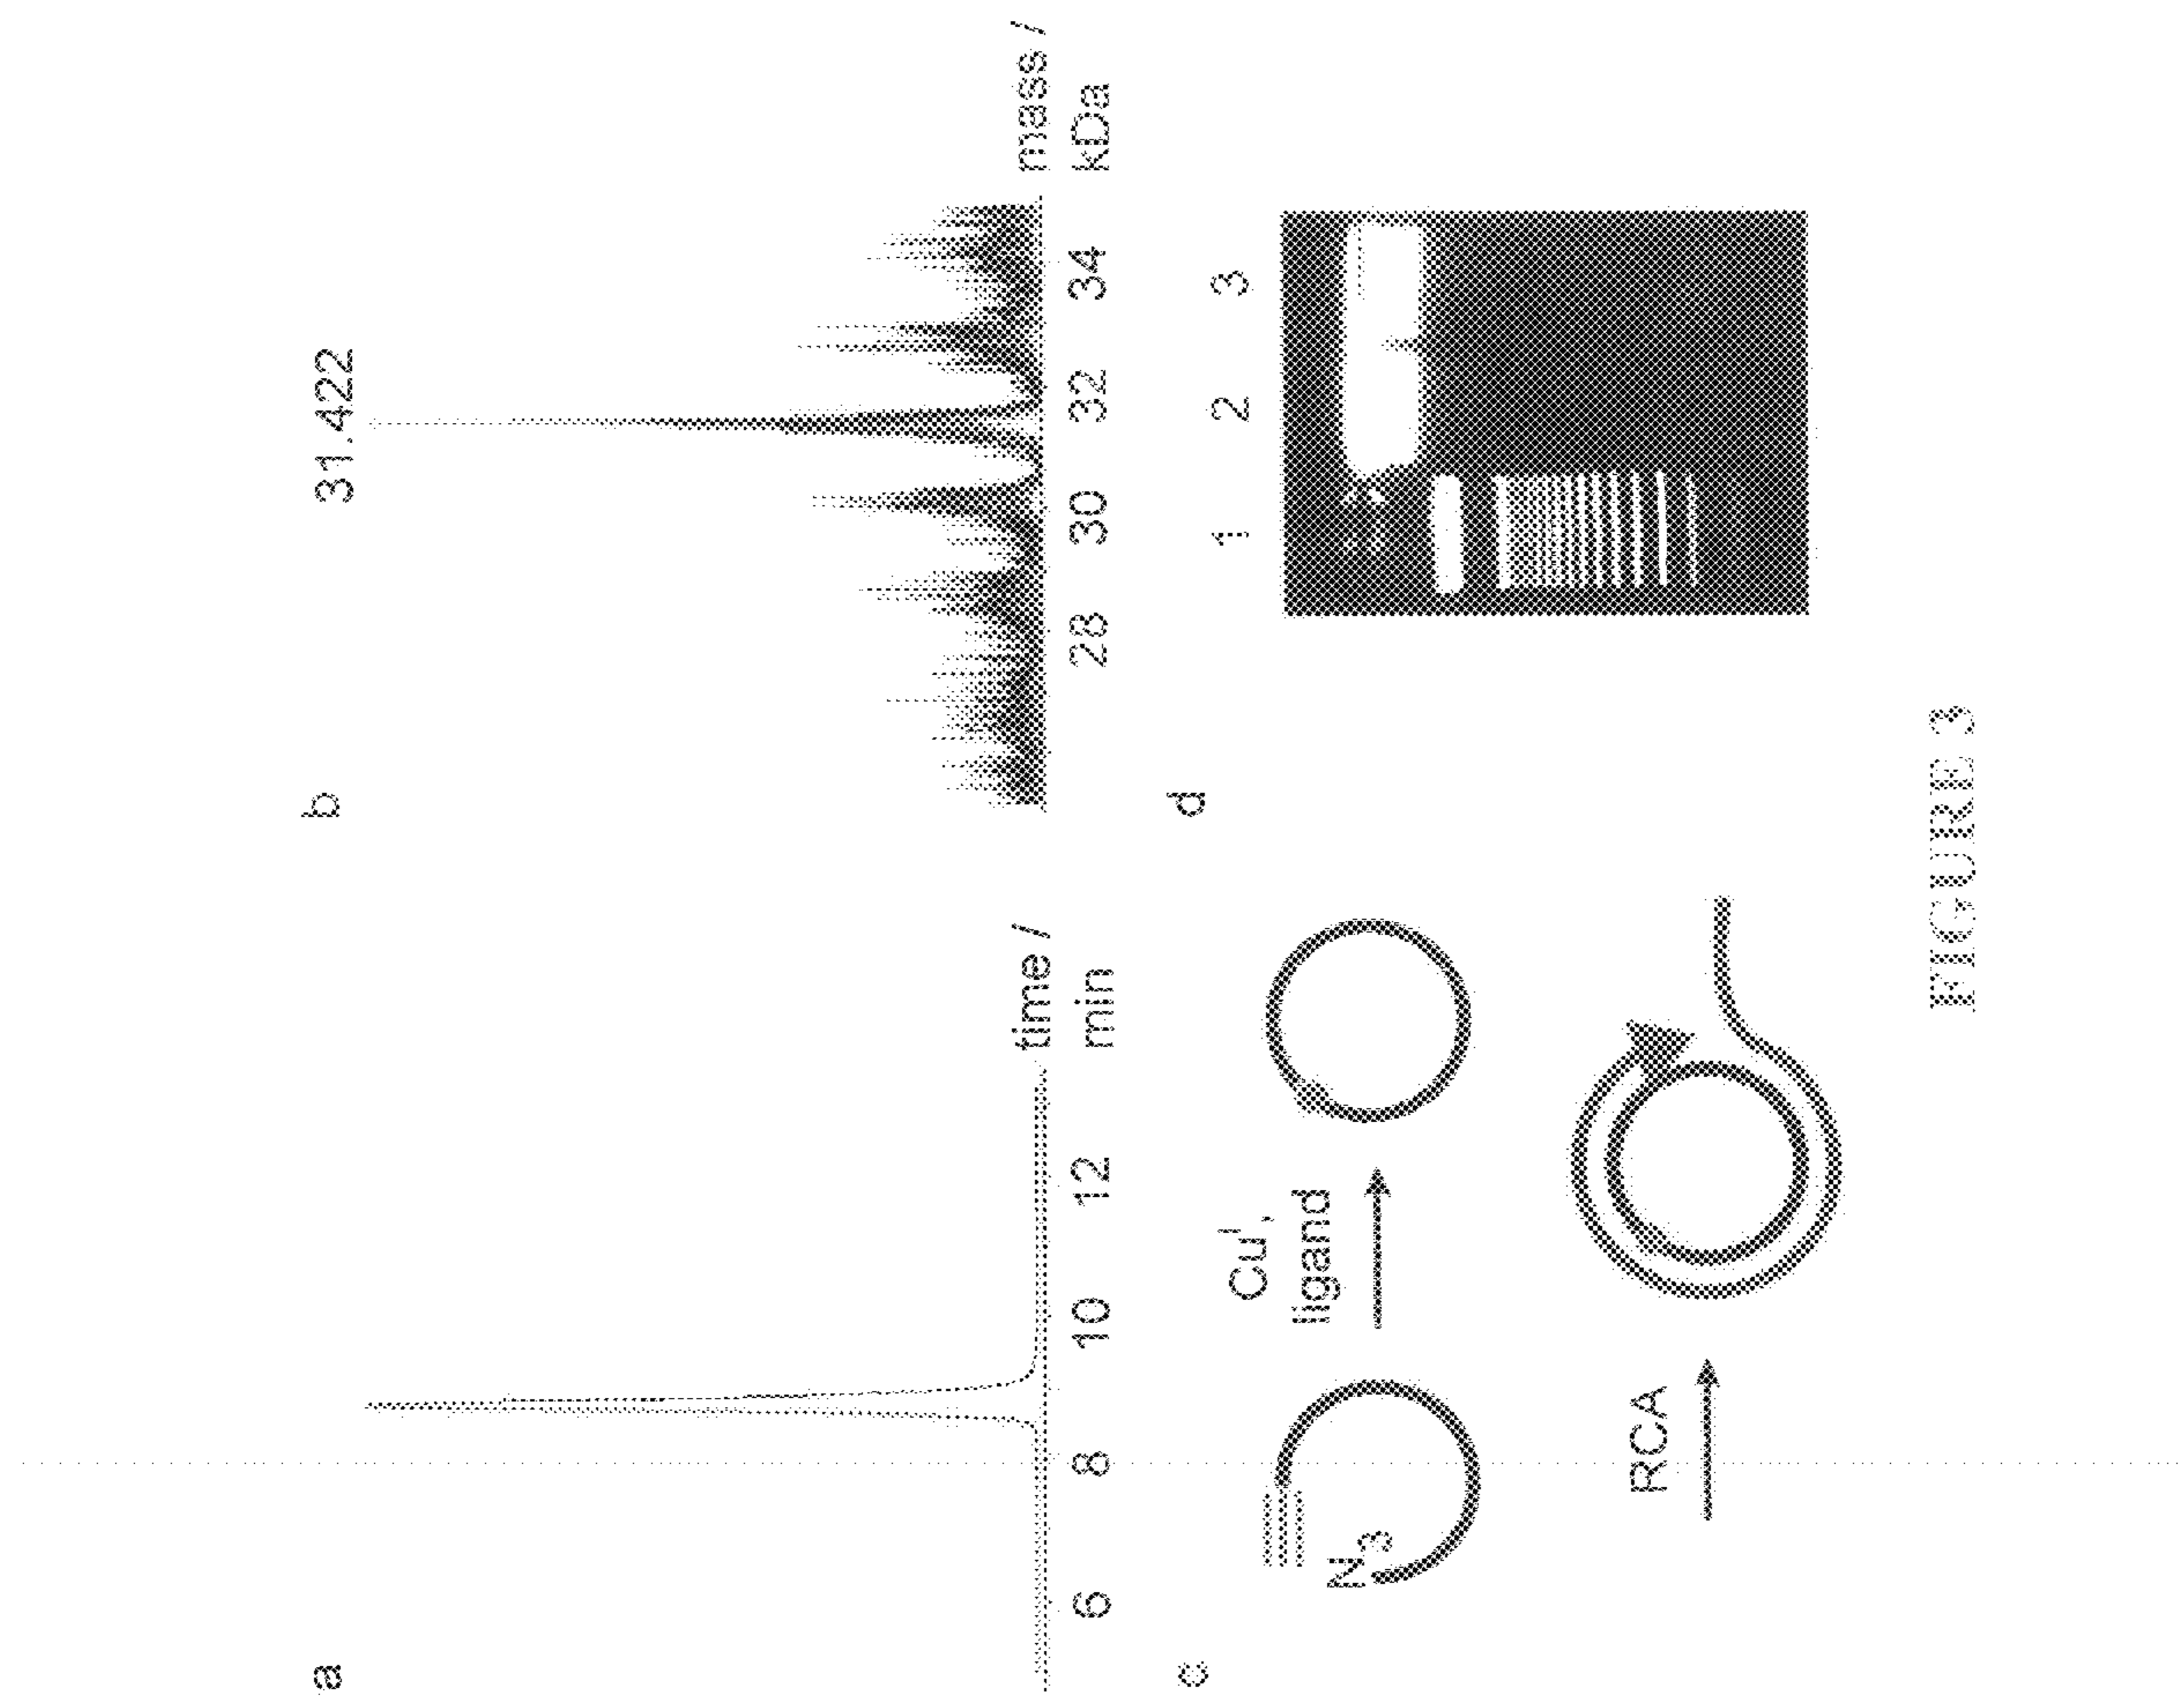 a
6
8
10
12
time /
min
b
31.422
28
30
32
34
mass /
kDa
c
N3
Cu^I,
ligand
RCA
d
1
2
3
FIGURE 3